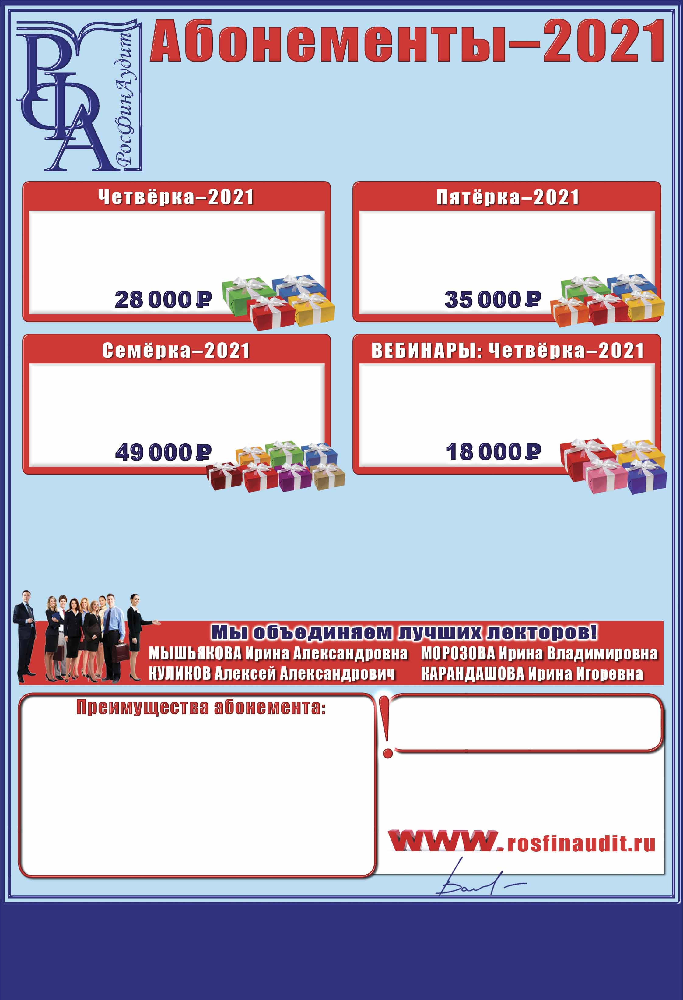 РФА
РосФинАудит
Абонементы–2021
Четвёрка–2021
28 000 ₽
Пятёрка–2021
35 000 ₽
Семёрка–2021
49 000 ₽
ВЕБИНАРЫ: Четвёрка–2021
18 000 ₽
Мы объединяем лучших лекторов!
МЫШЬЯКОВА Ирина Александровна
КУЛИКОВ Алексей Александрович
МОРОЗОВА Ирина Владимировна
КАРАНДАШОВА Ирина Игоревна
Преимущества абонемента:
!
www.rosfinaudit.ru